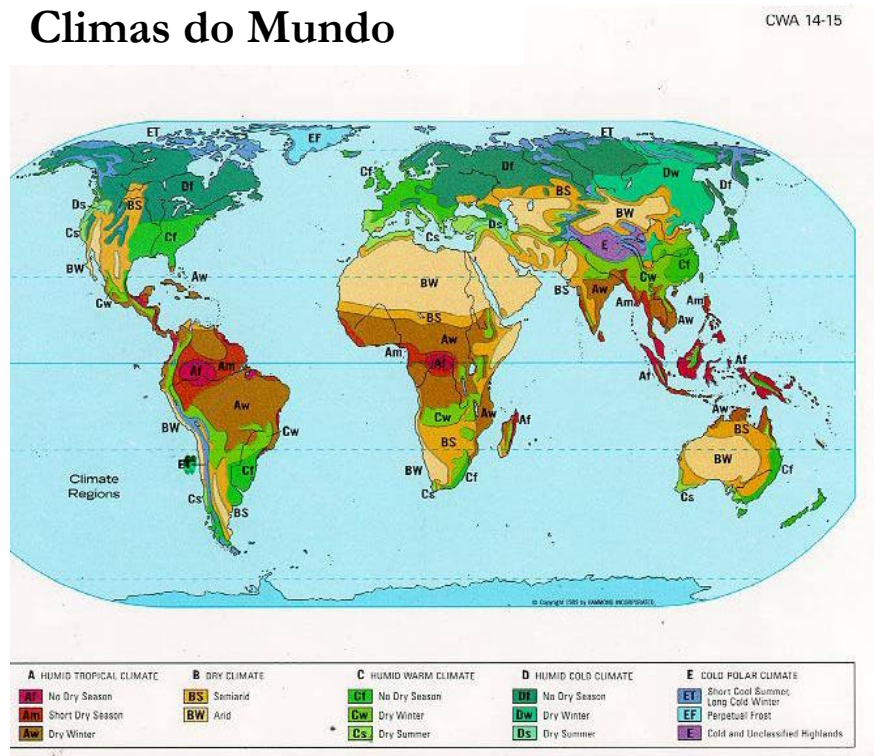 Climas do Mundo
CWA 14-15
ET
EF
ET
Df
Cf
Df
Dw
Df
Ds
BS
BS
BW
Cs
Cf
Cs
Ds
E
Cf
BW
Aw
BW
Cw
Cw
BS
Aw
Am
Am
Aw
BS
Aw
Am
Af
Af
Am
Af
Af
Aw
Cw
Aw
Af
Aw
BW
Cw
BS
BS
BW
Cf
BW
Cf
Cs
Cf
Cs
Cs
BS
Climate
Regions
© Copyright 1989 by HAMMOND INCORPORATED
A HUMID TROPICAL CLIMATE
Af No Dry Season
Am Short Dry Season
Aw Dry Winter
B DRY CLIMATE
BS Semiarid
BW Arid
C HUMID WARM CLIMATE
Cf No Dry Season
Cw Dry Winter
Cs Dry Summer
D HUMID COLD CLIMATE
Df No Dry Season
Dw Dry Winter
Ds Dry Summer
E COLD POLAR CLIMATE
ET Short Cool Summer,
Long Cold Winter
EF Perpetual Frost
E Cold and Unclassified Highlands